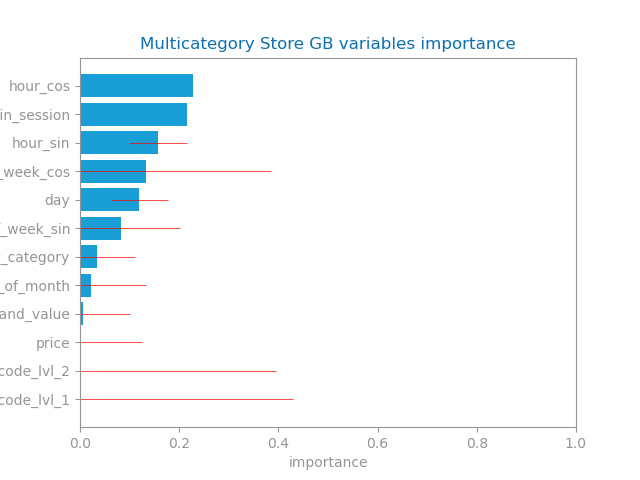 Multicategory Store GB variables importance
hour_cos
in_session
hour_sin
_week_cos
day
_week_sin
_category
_of_month
and_value
price
code_lvl_2
code_lvl_1
0.0 0.2 0.4 0.6 0.8 1.0
importance